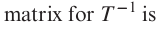 matrix for T⁻¹ is